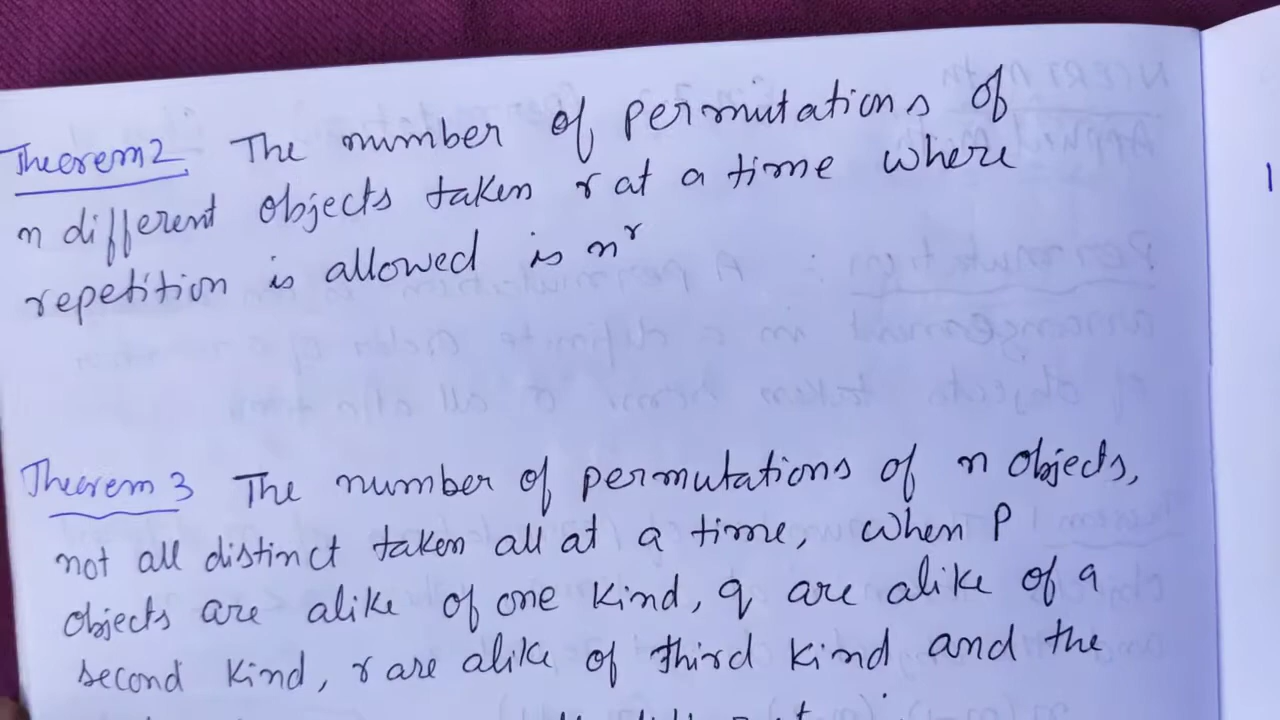 Theorem 2 The number of permutations of
n different objects taken r at a time where
repetition is allowed is nʳ
Theorem 3 The number of permutations of n objects,
not all distinct taken all at a time, when P
objects are alike of one kind, q are alike of a
second kind, r are alike of third kind and the